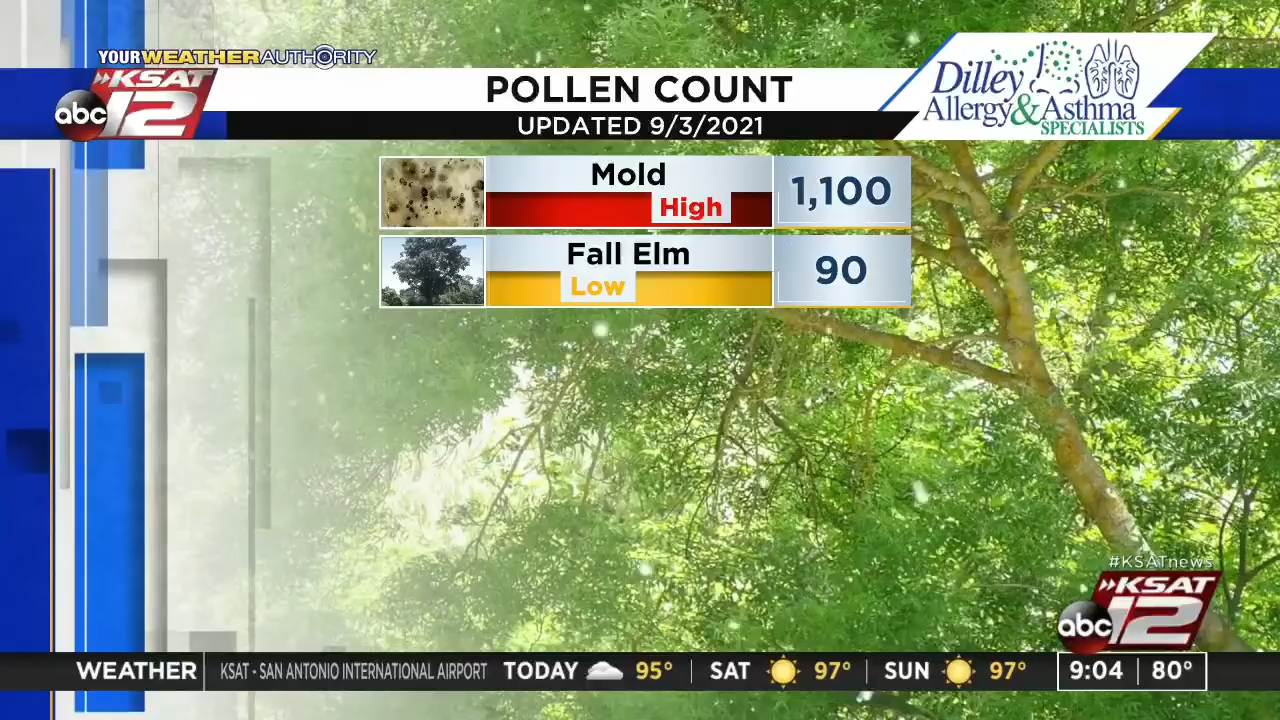 YOURWEATHERAUTHORITY
KSAT
abc 12
POLLEN COUNT
UPDATED 9/3/2021
Dilley
Allergy&Asthma
SPECIALISTS
Mold
High
1,100
Fall Elm
Low
90
#KSATnews
KSAT
abc 12
WEATHER KSAT - SAN ANTONIO INTERNATIONAL AIRPORT TODAY 95° SAT 97° SUN 97° 9:04 80°